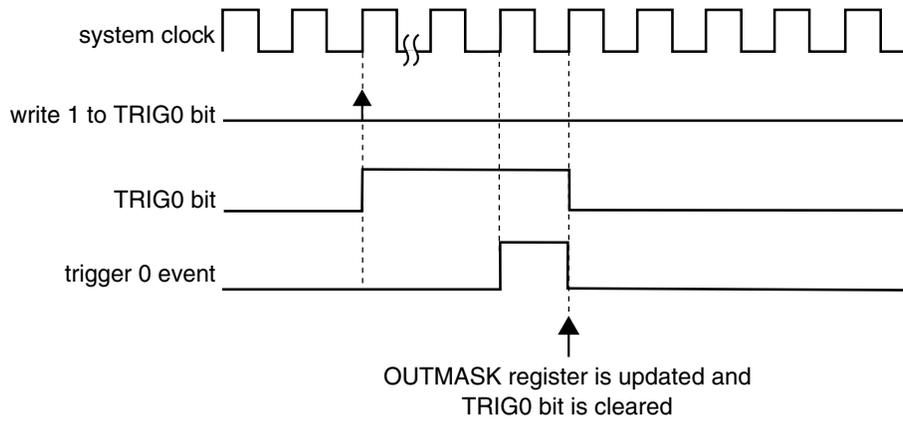 system clock
write 1 to TRIG0 bit
TRIG0 bit
trigger 0 event
OUTMASK register is updated and
TRIG0 bit is cleared